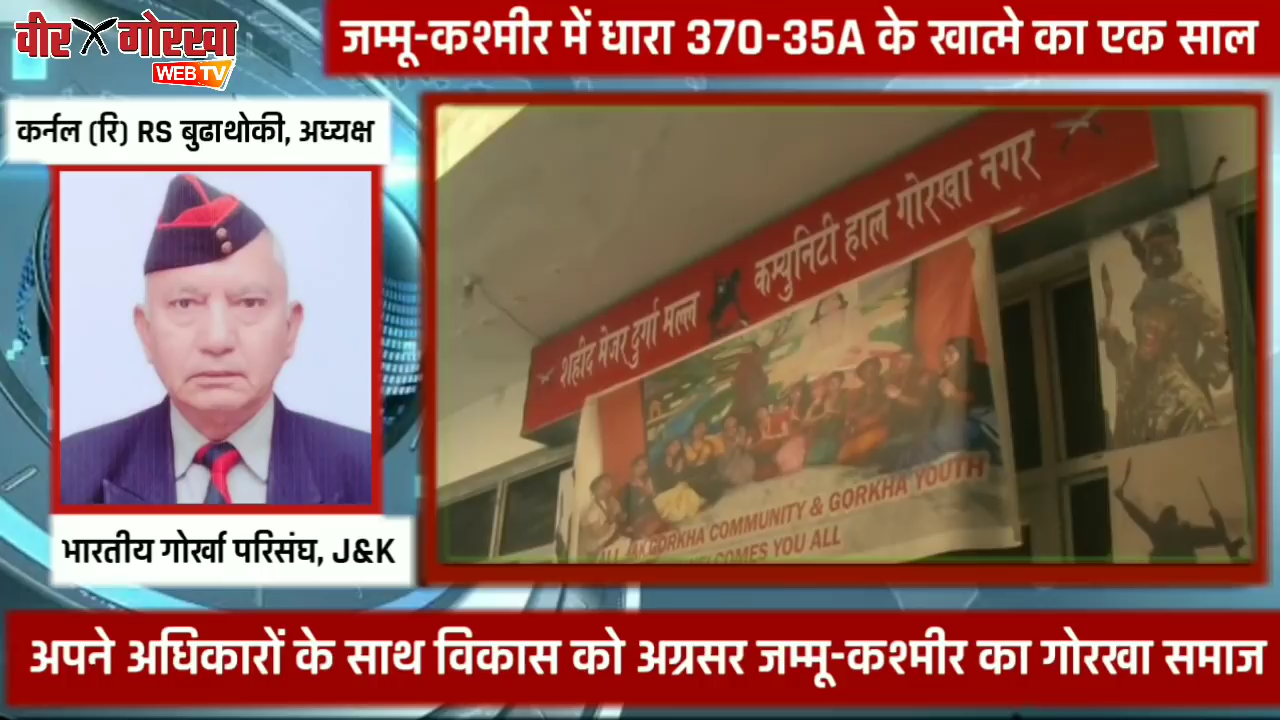 वीर गोरखा
WEB TV
जम्मू-कश्मीर में धारा 370-35A के खात्मे का एक साल
कर्नल (रि) RS बुढाथोकी, अध्यक्ष
शहीद मेजर दुर्गा मल्ल कम्युनिटी हाल गोरखा नगर
ALL J&K GORKHA COMMUNITY & GORKHA YOUTH
WELCOMES YOU ALL
भारतीय गोर्खा परिसंघ, J&K
अपने अधिकारों के साथ विकास को अग्रसर जम्मू-कश्मीर का गोरखा समाज